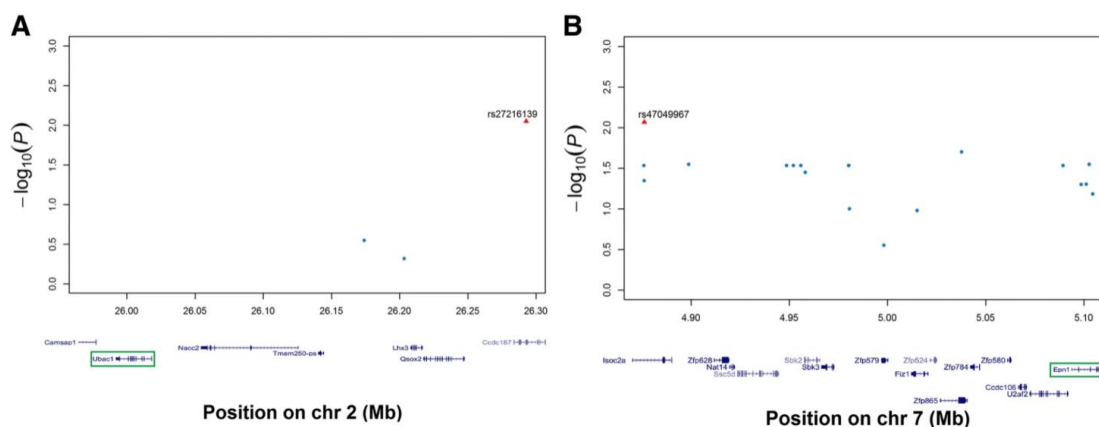 A
B
3.0
2.5
2.0
1.5
1.0
0.5
0.0
−log10(P)
rs27216139
26.00 26.05 26.10 26.15 26.20 26.25 26.30
Camsap1
Ubac1
Nacc2
Tmem250-ps
Lhx3
Qsox2
Ccdc187
Position on chr 2 (Mb)
3.0
2.5
2.0
1.5
1.0
0.5
0.0
−log10(P)
rs47049967
4.90 4.95 5.00 5.05 5.10
Isoc2a
Zfp628
Nat14
Ssc5d
Sbk2
Sbk3
Zfp579
Fiz1
Zfp524
Zfp865
Zfp784
Zfp580
Ccdc106
U2af2
Epn1
Position on chr 7 (Mb)